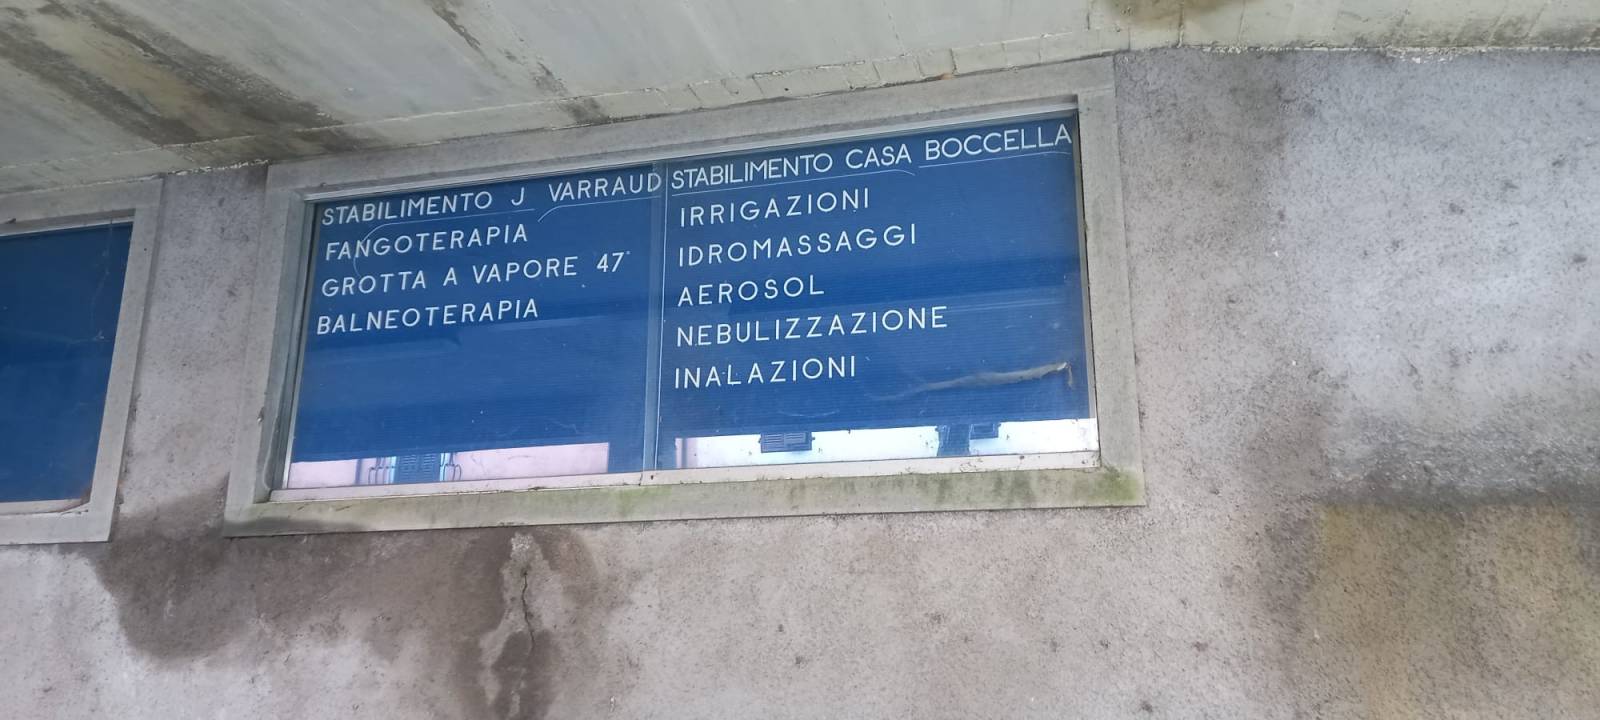 STABILIMENTO J VARRAUD
FANGOTERAPIA
GROTTA A VAPORE 47°
BALNEOTERAPIA
STABILIMENTO CASA BOCCELLA
IRRIGAZIONI
IDROMASSAGGI
AEROSOL
NEBULIZZAZIONE
INALAZIONI